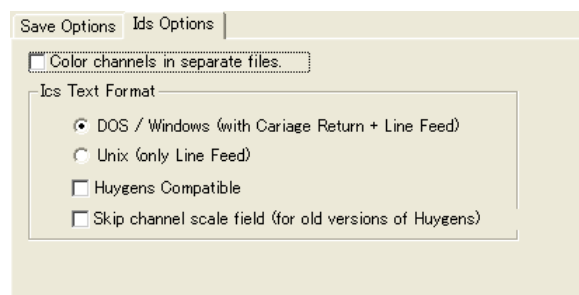 Save Options
Ids Options
Color channels in separate files.
Ics Text Format
DOS / Windows (with Cariage Return + Line Feed)
Unix (only Line Feed)
Huygens Compatible
Skip channel scale field (for old versions of Huygens)